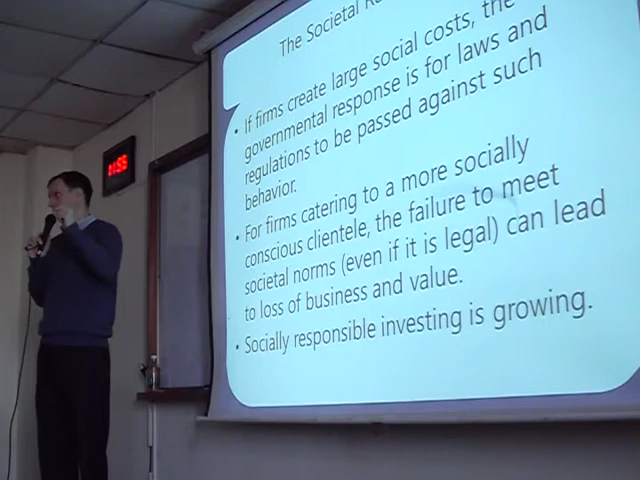 The Societal
• If firms create large social costs, the
governmental response is for laws and
regulations to be passed against such
behavior.
• For firms catering to a more socially
conscious clientele, the failure to meet
societal norms (even if it is legal) can lead
to loss of business and value.
• Socially responsible investing is growing.